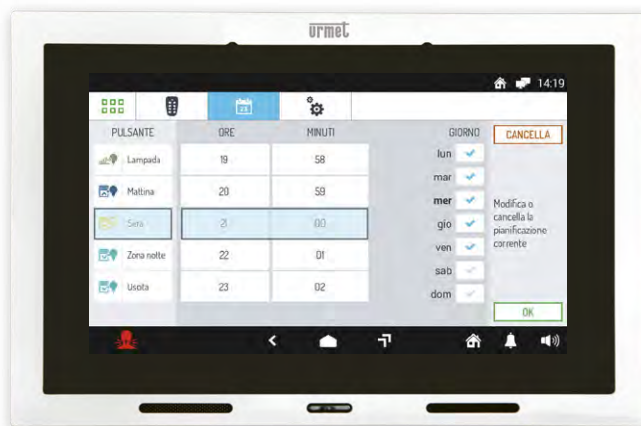 urmet
14:19
23
PULSANTE ORE MINUTI GIORNO CANCELLA
Lampada 19 58 lun
Mattina 20 59 mar
mer
Modifica o
cancella la
pianificazione
corrente
Sera 21 00 gio
Zona notte 22 01 ven
sab
Uscita 23 02 dom
OK